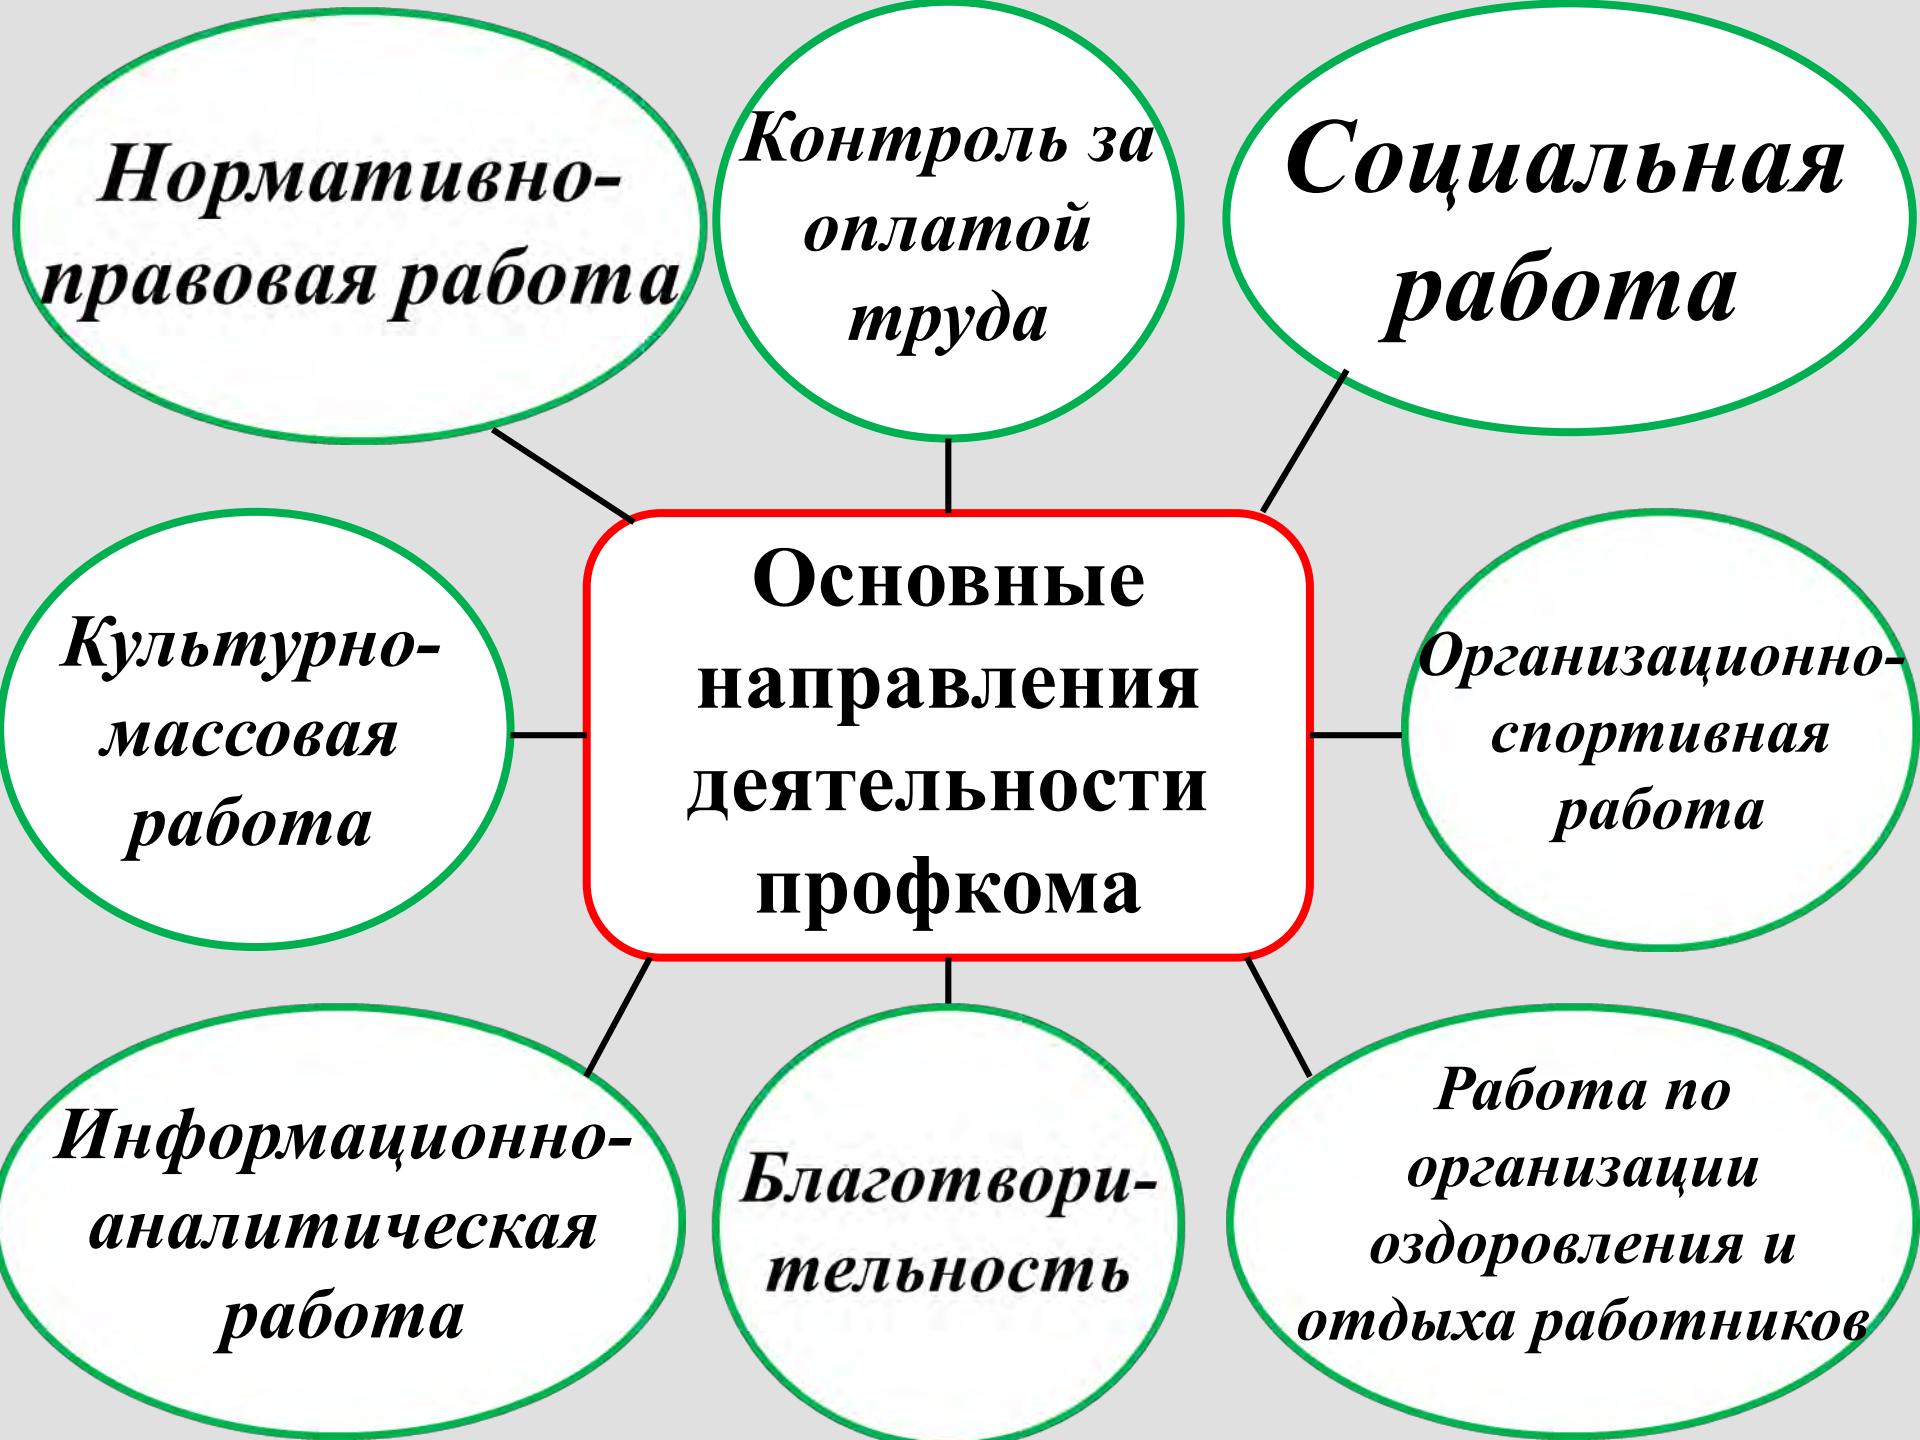 Нормативно-
правовая работа
Контроль за
оплатой
труда
Социальная
работа
Культурно-
массовая
работа
Основные
направления
деятельности
профкома
Организационно-
спортивная
работа
Информационно-
аналитическая
работа
Благотвори-
тельность
Работа по
организации
оздоровления и
отдыха работников